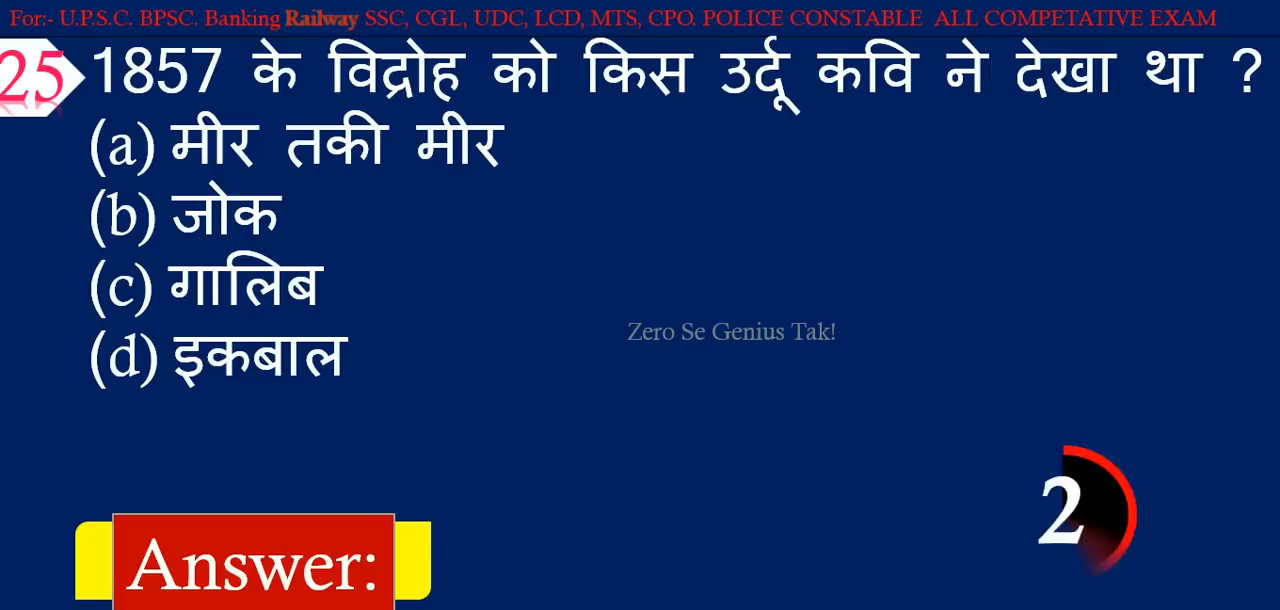 For:- U.P.S.C. BPSC. Banking Railway SSC, CGL, UDC, LCD, MTS, CPO. POLICE CONSTABLE ALL COMPETATIVE EXAM
25 1857 के विद्रोह को किस उर्दू कवि ने देखा था ?
(a) मीर तकी मीर
(b) जोक
(c) गालिब
(d) इकबाल
Zero Se Genius Tak!
2
Answer: